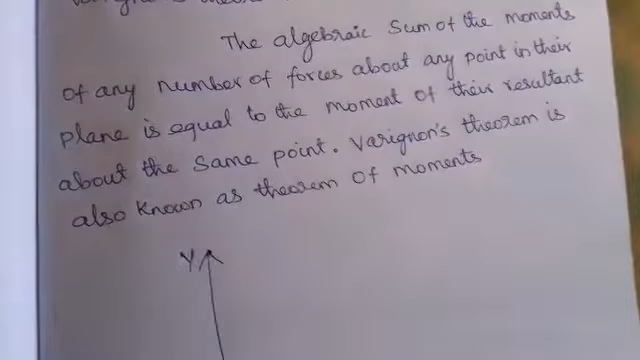 The algebraic Sum of the moments
of any number of forces about any point in their
plane is equal to the moment of their resultant
about the same point. Varignon's theorem is
also known as theorem of moments
Y